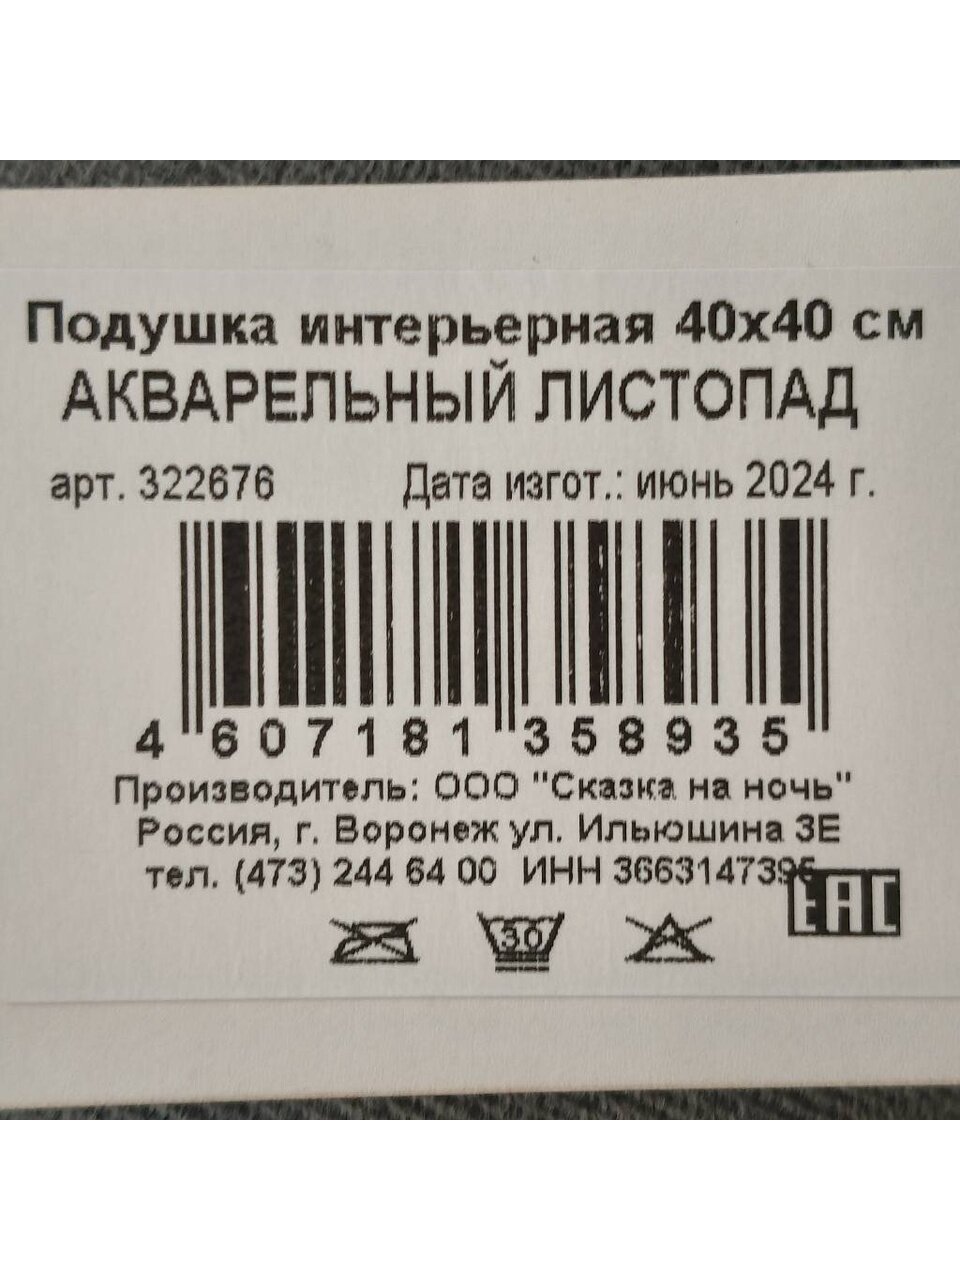 Подушка интерьерная 40х40 см
АКВАРЕЛЬНЫЙ ЛИСТОПАД
арт. 322676 Дата изгот.: июнь 2024 г.
4 607181 358935
Производитель: ООО "Сказка на ночь"
Россия, г. Воронеж ул. Ильюшина 3Е
тел. (473) 244 64 00 ИНН 3663147395
EAC
30